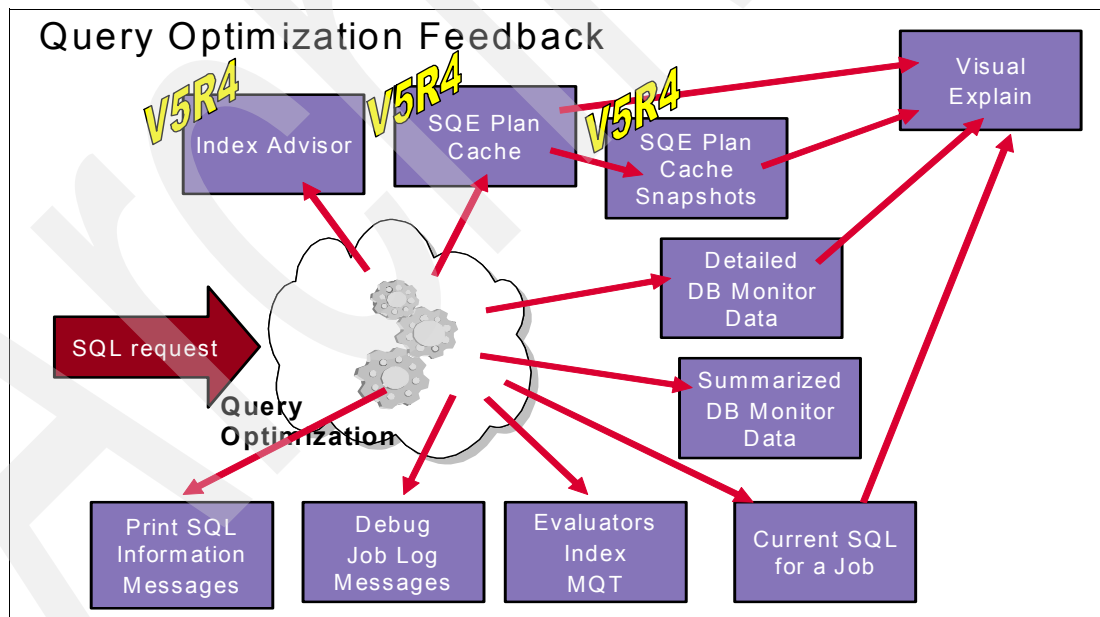 Query Optimization Feedback
V5R4
Index Advisor
V5R4
SQE Plan
Cache
V5R4
SQE Plan
Cache
Snapshots
Visual
Explain
Detailed
DB Monitor
Data
SQL request
Query
Optimization
Summarized
DB Monitor
Data
Print SQL
Information
Messages
Debug
Job Log
Messages
Evaluators
Index
MQT
Current SQL
for a Job